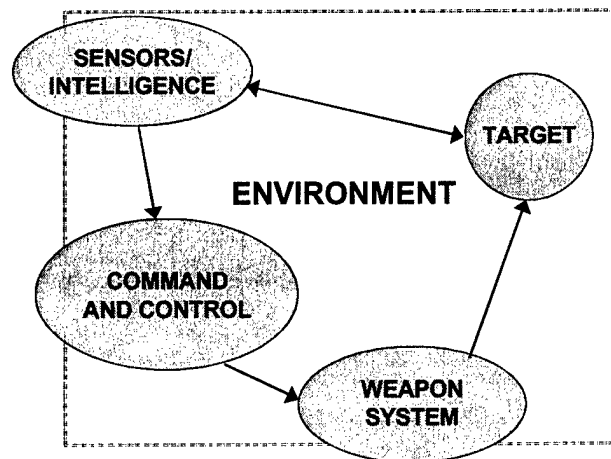 SENSORS/
INTELLIGENCE
TARGET
ENVIRONMENT
COMMAND
AND CONTROL
WEAPON
SYSTEM